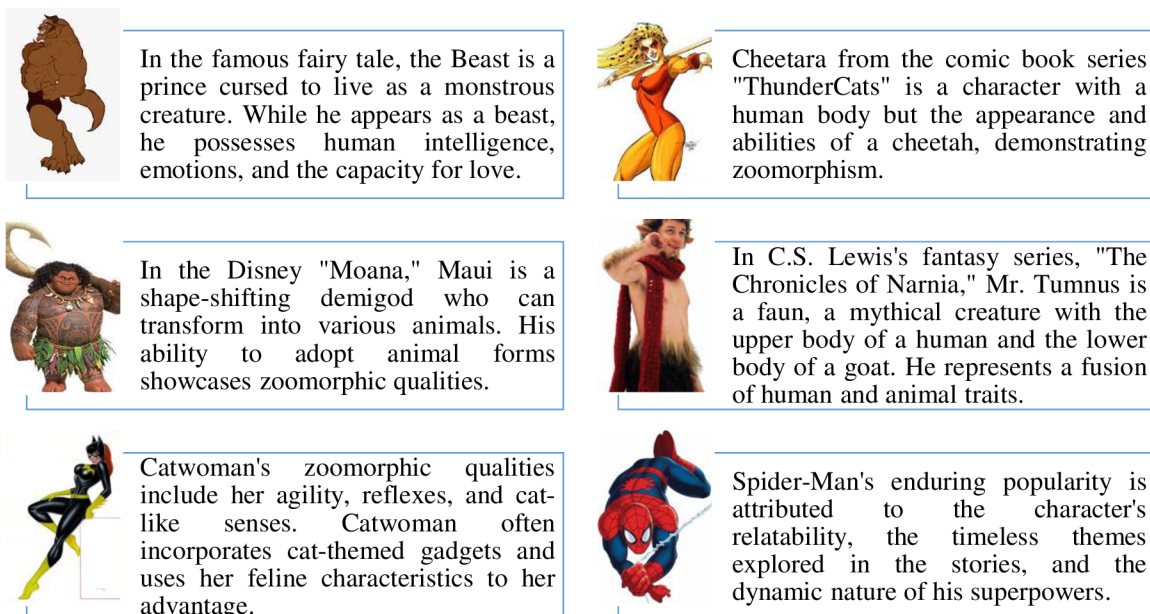 In the famous fairy tale, the Beast is a
prince cursed to live as a monstrous
creature. While he appears as a beast,
he possesses human intelligence,
emotions, and the capacity for love.
Cheetara from the comic book series
"ThunderCats" is a character with a
human body but the appearance and
abilities of a cheetah, demonstrating
zoomorphism.
In the Disney "Moana," Maui is a
shape-shifting demigod who can
transform into various animals. His
ability to adopt animal forms
showcases zoomorphic qualities.
In C.S. Lewis's fantasy series, "The
Chronicles of Narnia," Mr. Tumnus is
a faun, a mythical creature with the
upper body of a human and the lower
body of a goat. He represents a fusion
of human and animal traits.
Catwoman's zoomorphic qualities
include her agility, reflexes, and cat-
like senses. Catwoman often
incorporates cat-themed gadgets and
uses her feline characteristics to her
advantage.
Spider-Man's enduring popularity is
attributed to the character's
relatability, the timeless themes
explored in the stories, and the
dynamic nature of his superpowers.